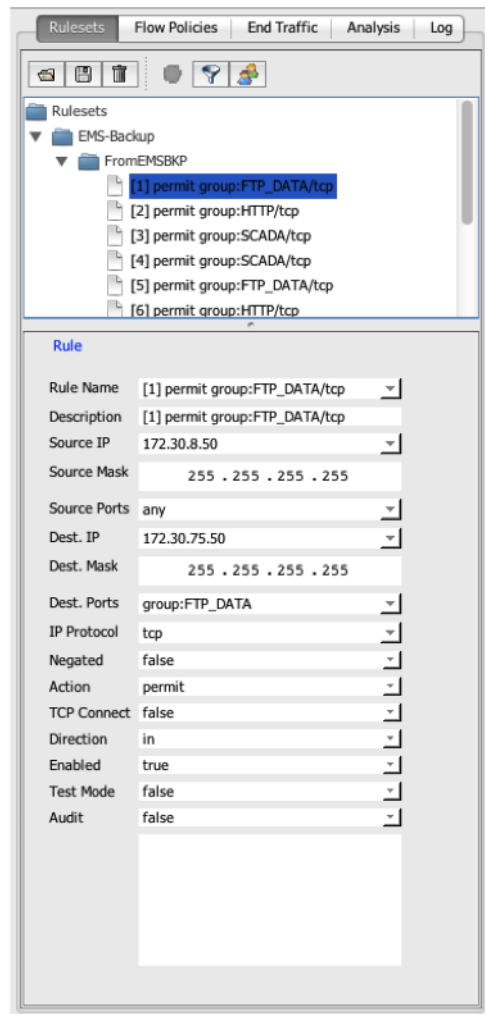 Rulesets Flow Policies End Traffic Analysis Log
Rulesets
EMS-Backup
FromEMSBKP
[1] permit group:FTP_DATA/tcp
[2] permit group:HTTP/tcp
[3] permit group:SCADA/tcp
[4] permit group:SCADA/tcp
[5] permit group:FTP_DATA/tcp
[6] permit group:HTTP/tcp
Rule
Rule Name [1] permit group:FTP_DATA/tcp
Description [1] permit group:FTP_DATA/tcp
Source IP 172.30.8.50
Source Mask 255 . 255 . 255 . 255
Source Ports any
Dest. IP 172.30.75.50
Dest. Mask 255 . 255 . 255 . 255
Dest. Ports group:FTP_DATA
IP Protocol tcp
Negated false
Action permit
TCP Connect false
Direction in
Enabled true
Test Mode false
Audit false